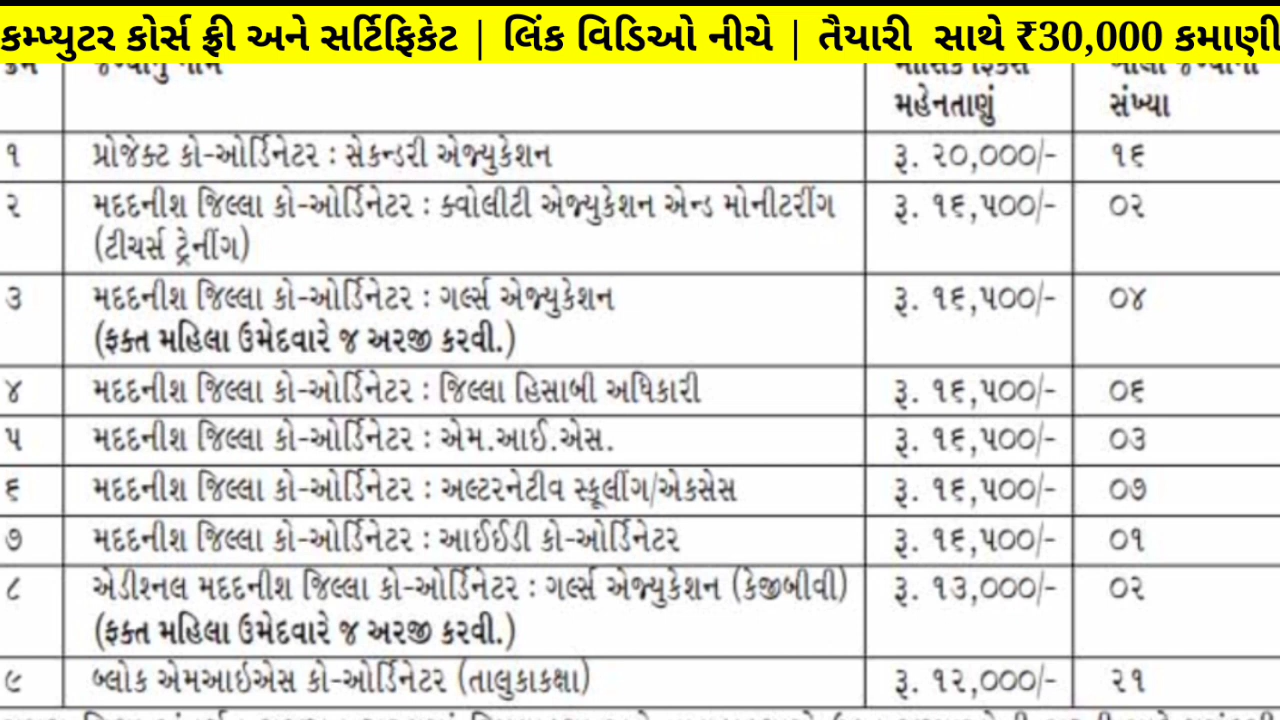 કમ્પ્યુટર કોર્સ ફ્રી અને સર્ટિફિકેટ | લિંક વિડિઓ નીચે | તૈયારી સાથે ₹30,000 કમાણી
મહેનતાણું સંખ્યા
૧ પ્રોજેક્ટ કો-ઓર્ડિનેટર : સેકન્ડરી એજ્યુકેશન રૂ. ૨૦,૦૦૦/- ૧૬
૨ મદદનીશ જિલ્લા કો-ઓર્ડિનેટર : ક્વોલીટી એજ્યુકેશન એન્ડ મોનીટરીંગ રૂ. ૧૬,૫૦૦/- ૦૨
(ટીચર્સ ટ્રેનીંગ)
૩ મદદનીશ જિલ્લા કો-ઓર્ડિનેટર : ગર્લ્સ એજ્યુકેશન રૂ. ૧૬,૫૦૦/- ૦૪
(ફક્ત મહિલા ઉમેદવારે જ અરજી કરવી.)
૪ મદદનીશ જિલ્લા કો-ઓર્ડિનેટર : જિલ્લા હિસાબી અધિકારી રૂ. ૧૬,૫૦૦/- ૦૬
૫ મદદનીશ જિલ્લા કો-ઓર્ડિનેટર : એમ.આઈ.એસ. રૂ. ૧૬,૫૦૦/- ૦૩
૬ મદદનીશ જિલ્લા કો-ઓર્ડિનેટર : અલ્ટરનેટીવ સ્કૂલીંગ/એકસેસ રૂ. ૧૬,૫૦૦/- ૦૭
૭ મદદનીશ જિલ્લા કો-ઓર્ડિનેટર : આઈઈડી કો-ઓર્ડિનેટર રૂ. ૧૬,૫૦૦/- ૦૧
૮ એડીશ્નલ મદદનીશ જિલ્લા કો-ઓર્ડિનેટર : ગર્લ્સ એજ્યુકેશન (કેજીબીવી) રૂ. ૧૩,૦૦૦/- ૦૨
(ફક્ત મહિલા ઉમેદવારે જ અરજી કરવી.)
૯ બ્લોક એમઆઇએસ કો-ઓર્ડિનેટર (તાલુકાકક્ષા) રૂ. ૧૨,૦૦૦/- ૨૧